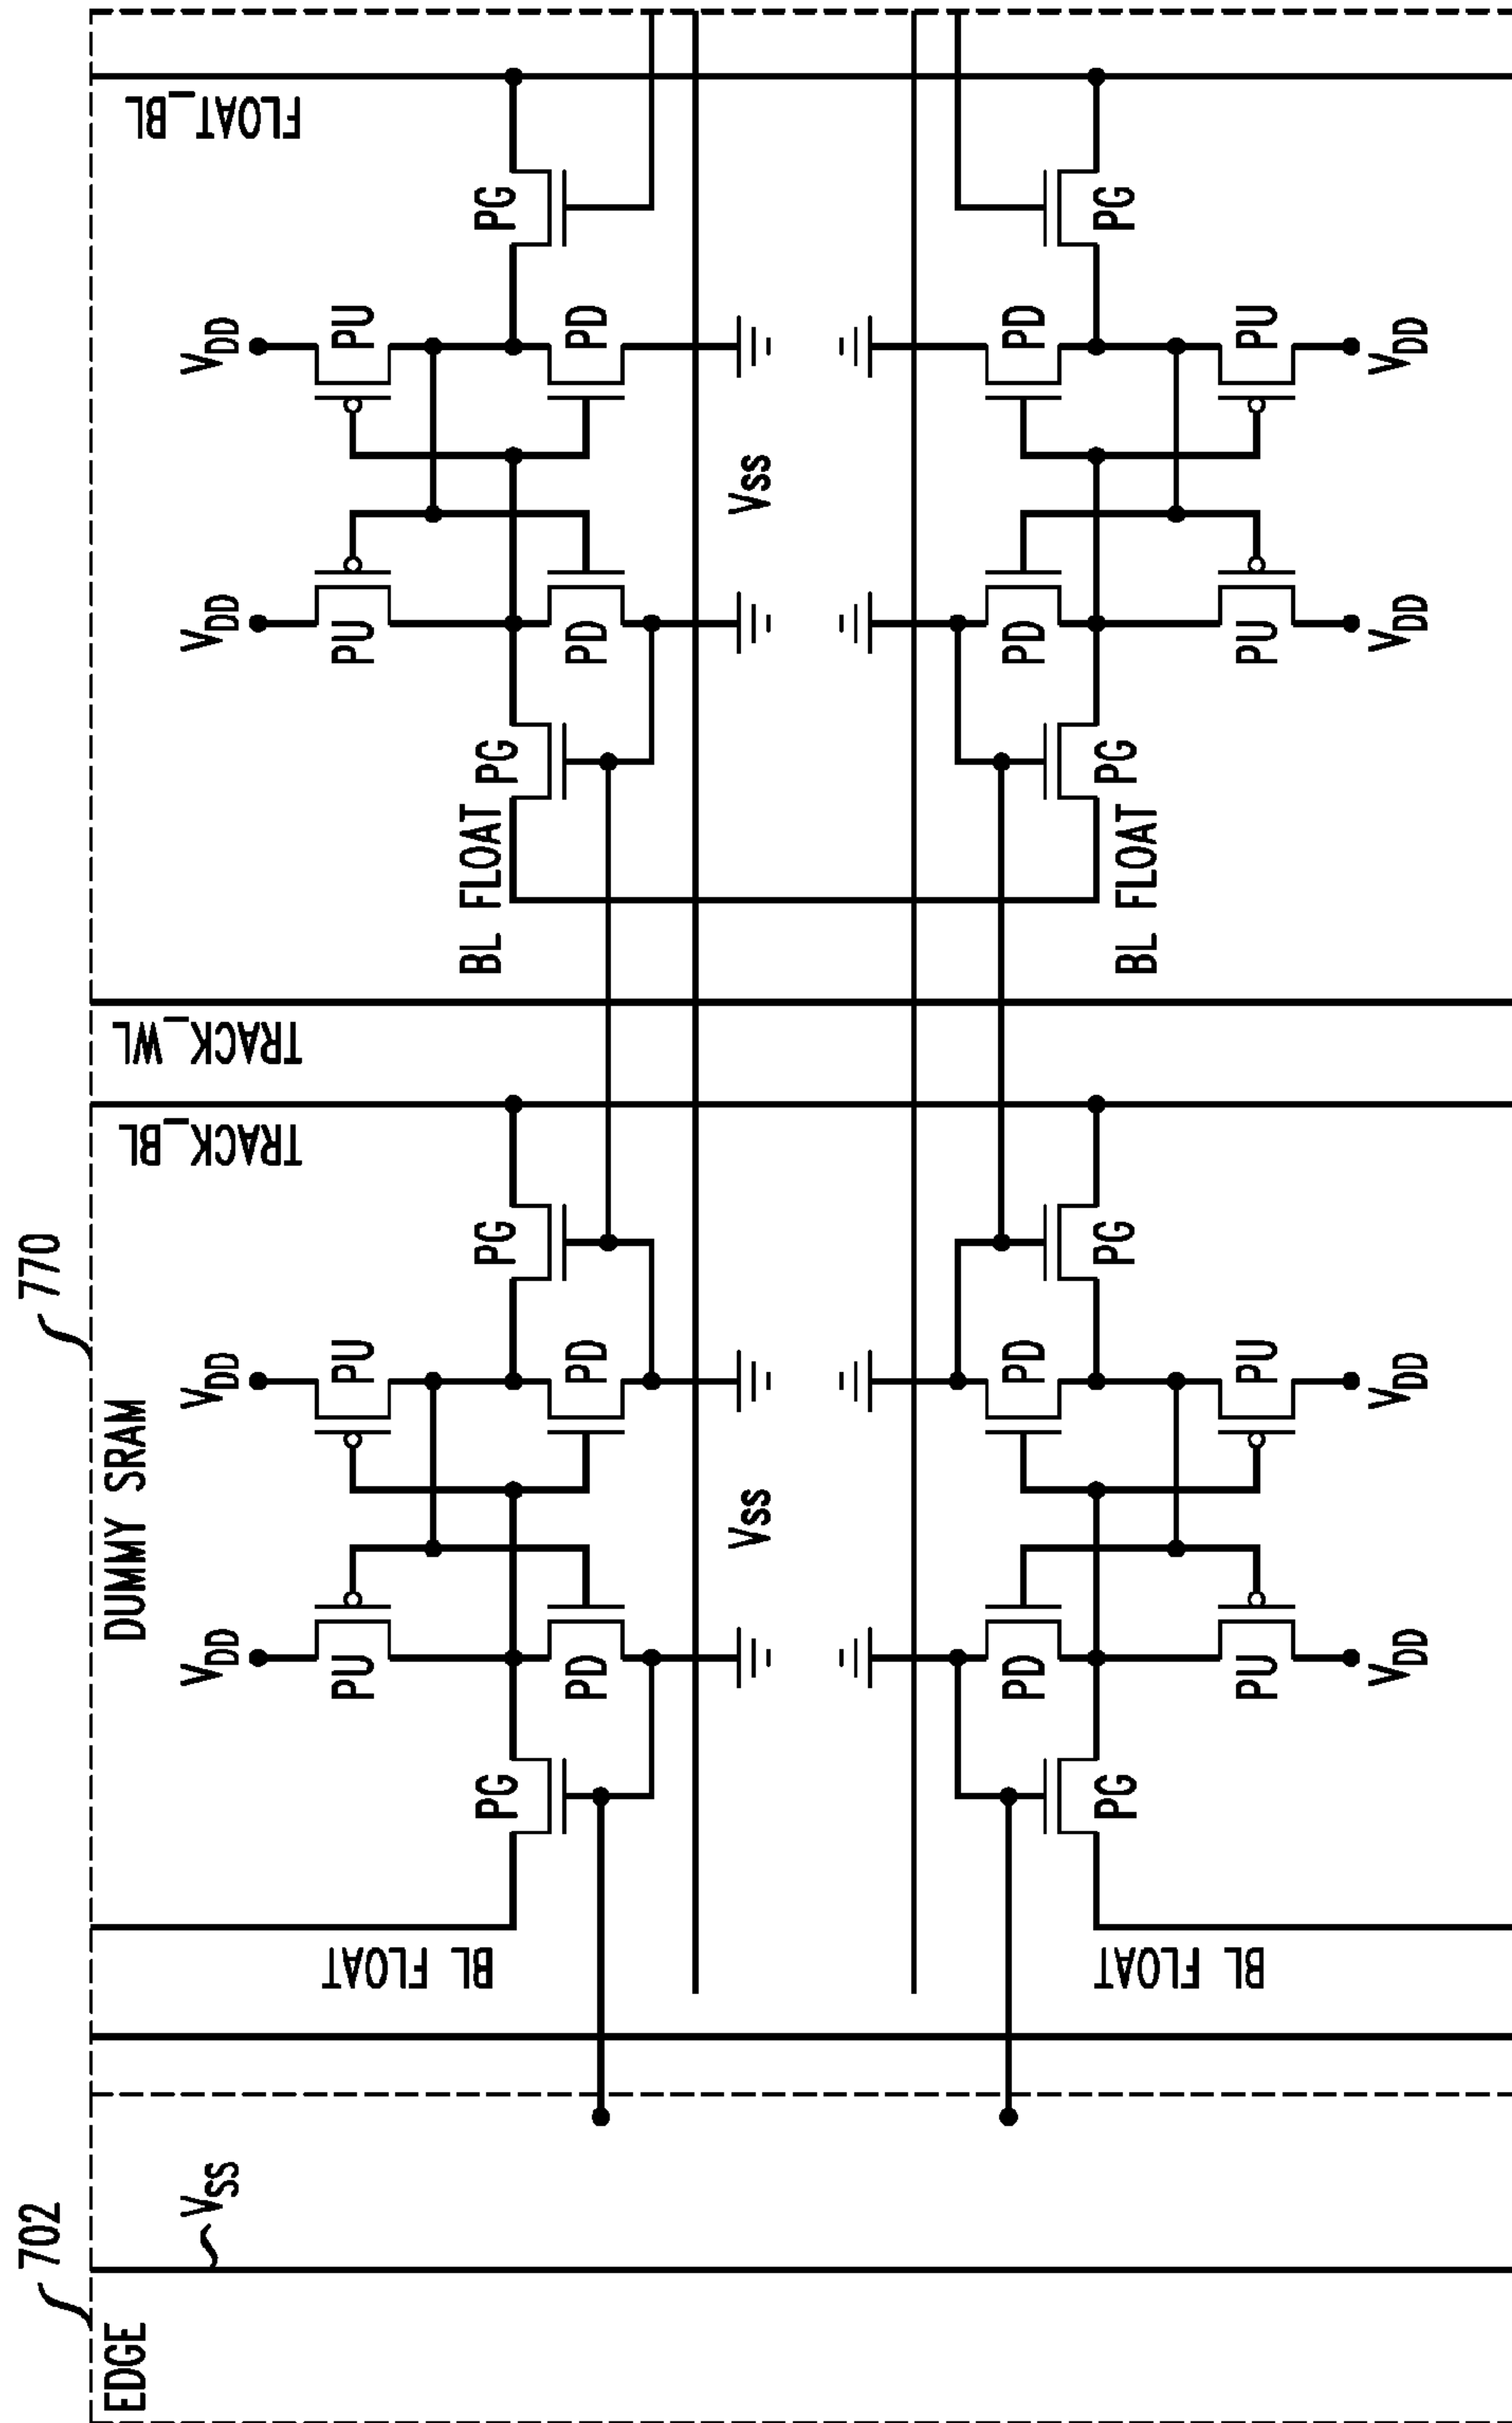 702
770
EDGE
DUMMY SRAM
TRACK_BL
TRACK_WL
FLOAT_BL
VSS
VDD
VDD
VDD
VDD
PU
PU
PU
PU
BL FLOAT
PG
PG
BL FLOAT
PG
PG
PD
PD
PD
PD
Vss
Vss
PD
PD
PD
PD
BL FLOAT
PG
PG
BL FLOAT
PG
PG
PU
PU
PU
PU
VDD
VDD
VDD
VDD